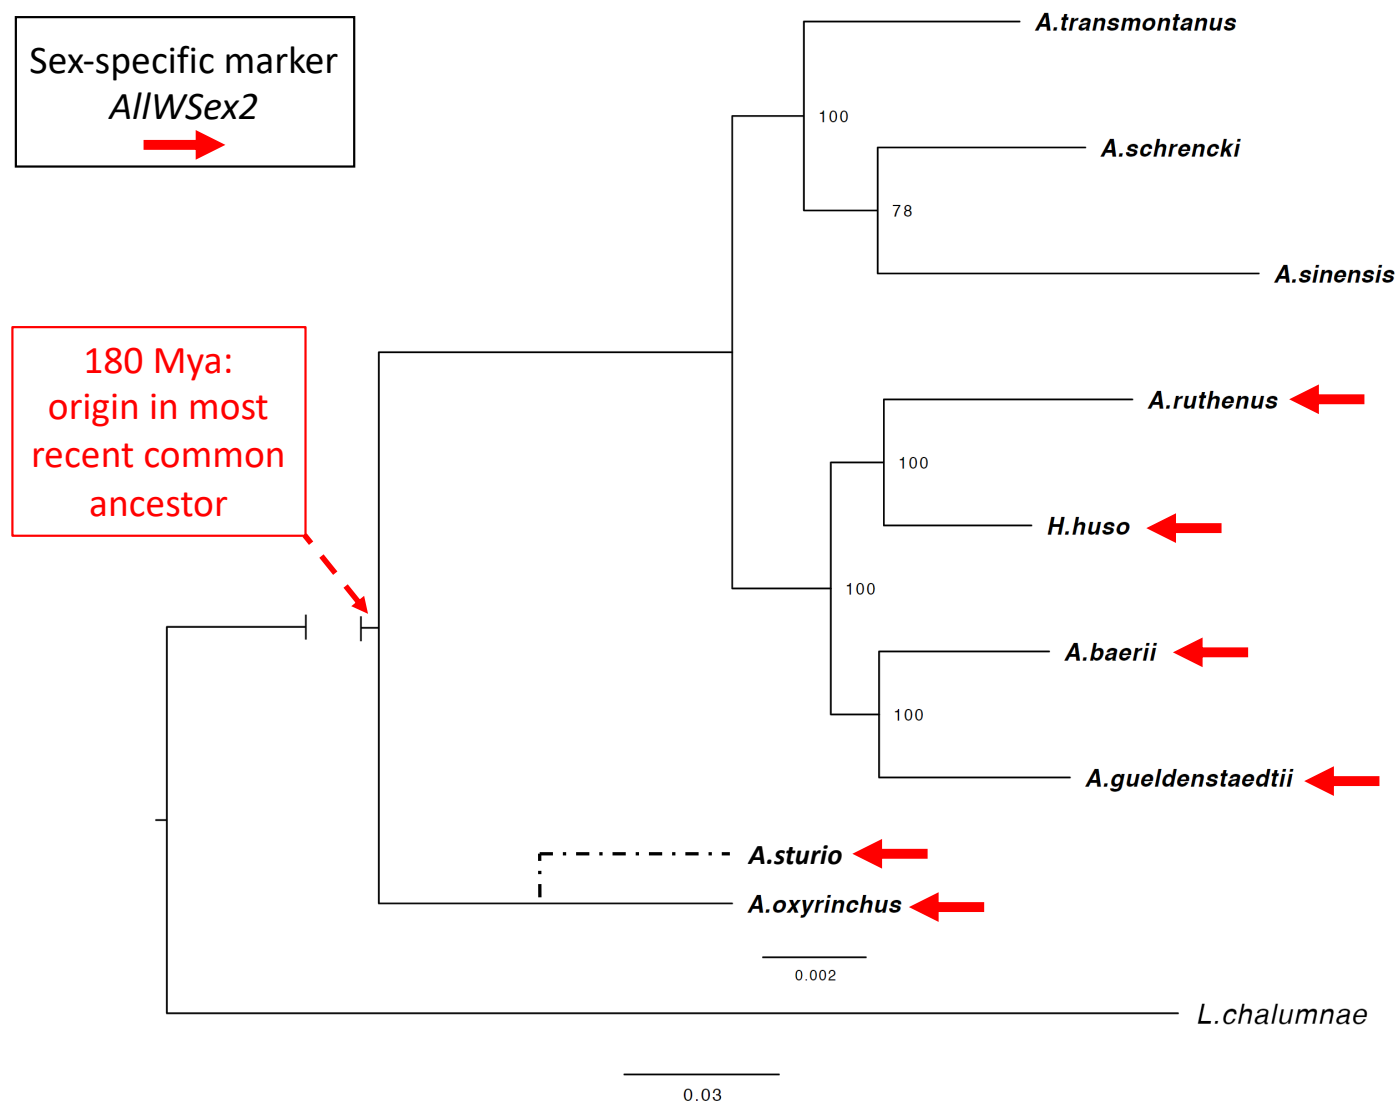 Sex-specific marker
AllWSex2
A.transmontanus
100
A.schrencki
78
A.sinensis
180 Mya:
origin in most
recent common
ancestor
A.ruthenus
100
H.huso
100
A.baerii
100
A.gueldenstaedtii
A.sturio
A.oxyrinchus
0.002
L.chalumnae
0.03